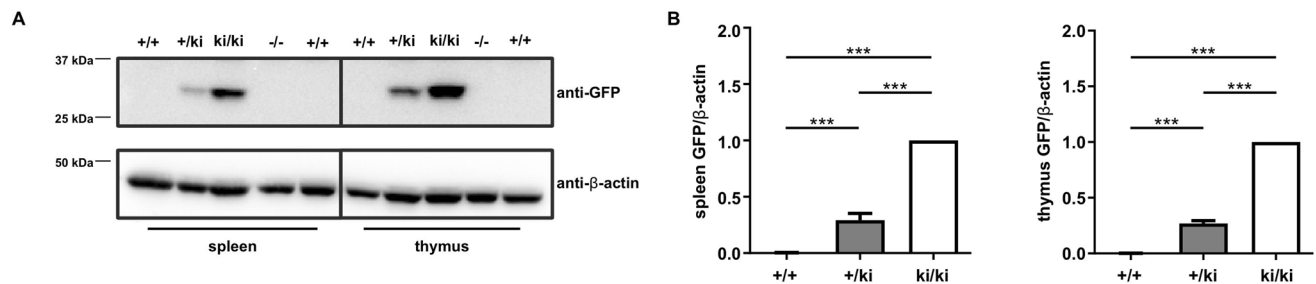 A
+/+ +/ki ki/ki -/- +/+ +/+ +/ki ki/ki -/- +/+
37 kDa
anti-GFP
25 kDa
50 kDa
anti-β-actin
spleen thymus
B
spleen GFP/β-actin
2.0
1.5
1.0
0.5
0.0
***
***
***
+/+ +/ki ki/ki
thymus GFP/β-actin
2.0
1.5
1.0
0.5
0.0
***
***
***
+/+ +/ki ki/ki